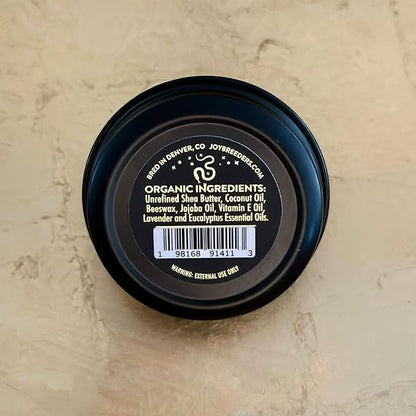 BRED IN DENVER, CO JOYBREEDERS.COM
ORGANIC INGREDIENTS:
Unrefined Shea Butter, Coconut Oil,
Beeswax, Jojoba Oil, Vitamin E Oil,
Lavender and Eucalyptus Essential Oils.
1 98168 91411 3
WARNING: EXTERNAL USE ONLY